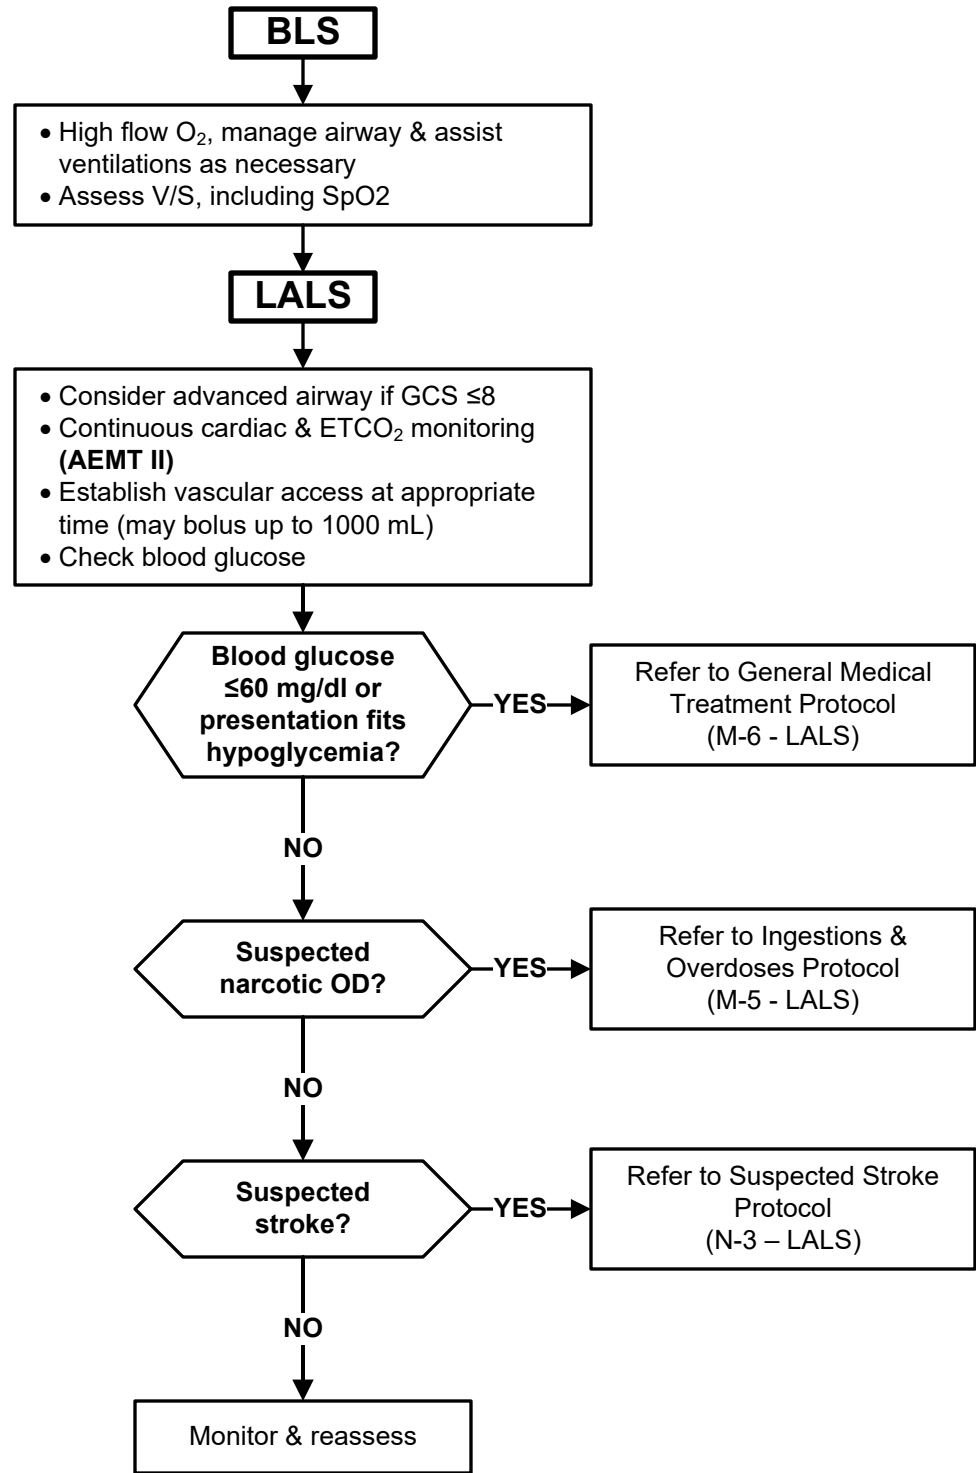 BLS
• High flow O₂, manage airway & assist
ventilations as necessary
• Assess V/S, including SpO2
LALS
• Consider advanced airway if GCS ≤8
• Continuous cardiac & ETCO₂ monitoring
(AEMT II)
• Establish vascular access at appropriate
time (may bolus up to 1000 mL)
• Check blood glucose
Blood glucose
≤60 mg/dl or
presentation fits
hypoglycemia?
YES
Refer to General Medical
Treatment Protocol
(M-6 - LALS)
NO
Suspected
narcotic OD?
YES
Refer to Ingestions &
Overdoses Protocol
(M-5 - LALS)
NO
Suspected
stroke?
YES
Refer to Suspected Stroke
Protocol
(N-3 – LALS)
NO
Monitor & reassess